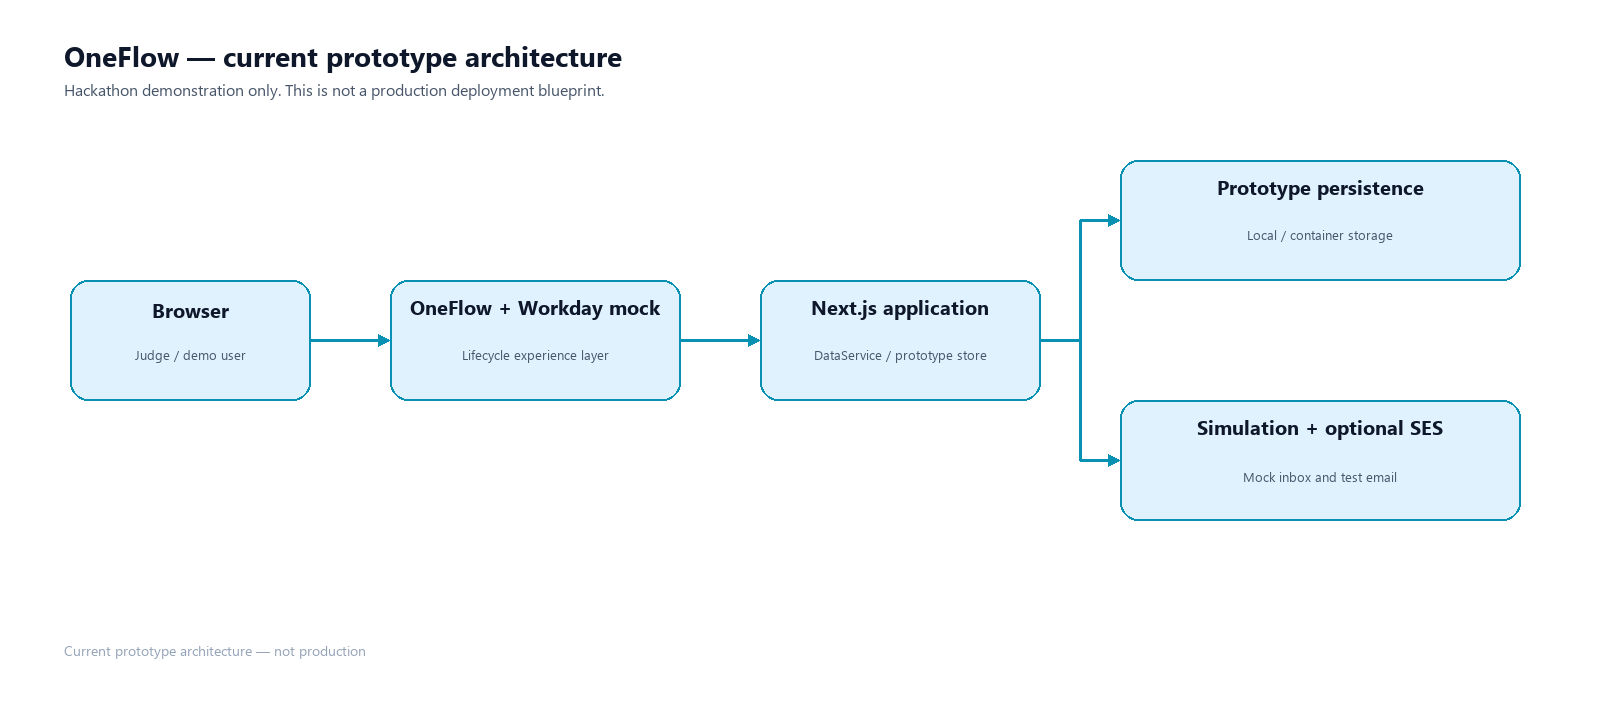 OneFlow — current prototype architecture
Hackathon demonstration only. This is not a production deployment blueprint.
Browser
Judge / demo user
OneFlow + Workday mock
Lifecycle experience layer
Next.js application
DataService / prototype store
Prototype persistence
Local / container storage
Simulation + optional SES
Mock inbox and test email
Current prototype architecture — not production